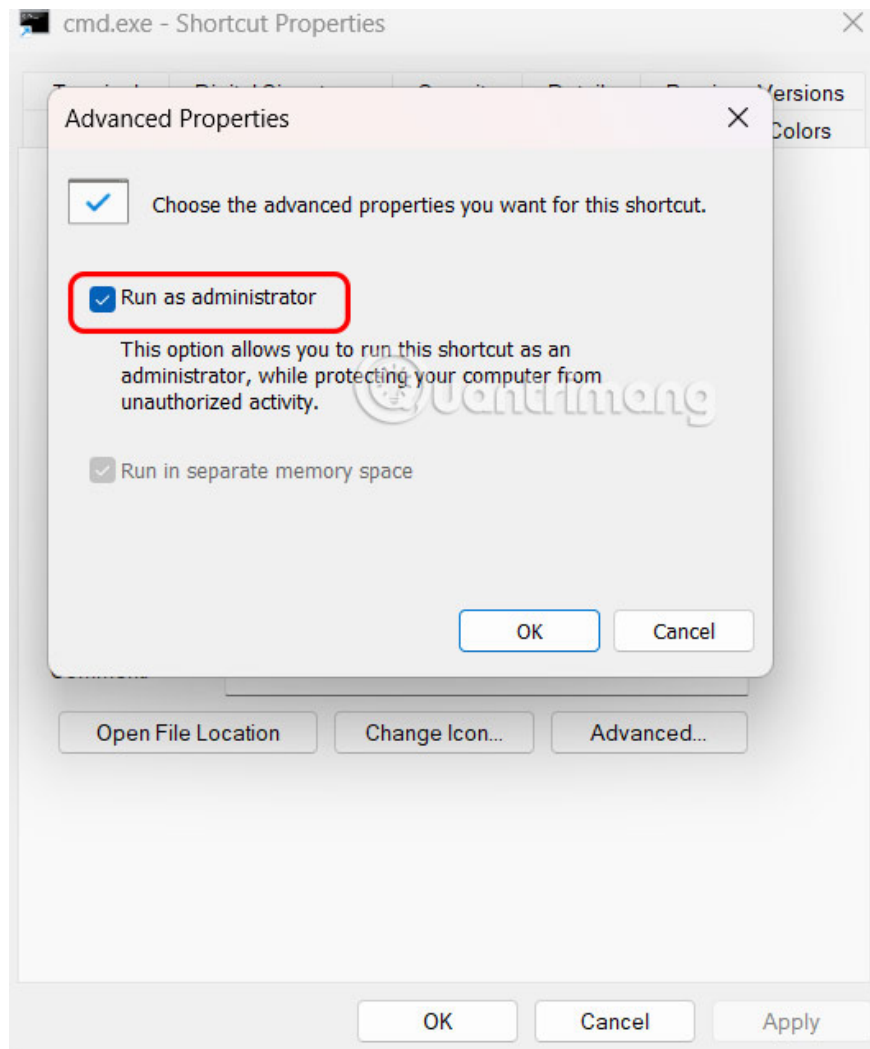 cmd.exe - Shortcut Properties
Versions
Colors
Advanced Properties
Choose the advanced properties you want for this shortcut.
Run as administrator
This option allows you to run this shortcut as an
administrator, while protecting your computer from
unauthorized activity.
Quantrimang
Run in separate memory space
OK Cancel
Open File Location Change Icon... Advanced...
OK Cancel Apply